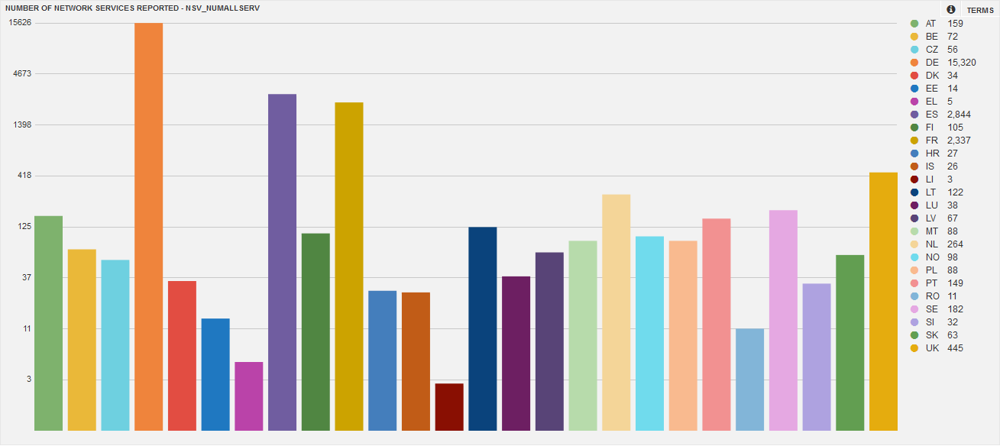 NUMBER OF NETWORK SERVICES REPORTED - NSV_NUMALLSERV
i TERMS
15626
4673
1398
418
125
37
11
3
AT 159
BE 72
CZ 56
DE 15,320
DK 34
EE 14
EL 5
ES 2,844
FI 105
FR 2,337
HR 27
IS 26
LI 3
LT 122
LU 38
LV 67
MT 88
NL 264
NO 98
PL 88
PT 149
RO 11
SE 182
SI 32
SK 63
UK 445